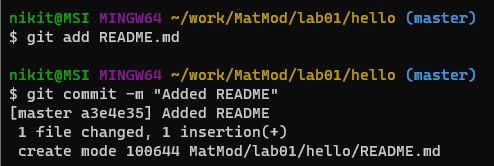 nikit@MSI MINGW64 ~/work/MatMod/lab01/hello (master)
$ git add README.md
nikit@MSI MINGW64 ~/work/MatMod/lab01/hello (master)
$ git commit -m "Added README"
[master a3e4e35] Added README
 1 file changed, 1 insertion(+)
 create mode 100644 MatMod/lab01/hello/README.md